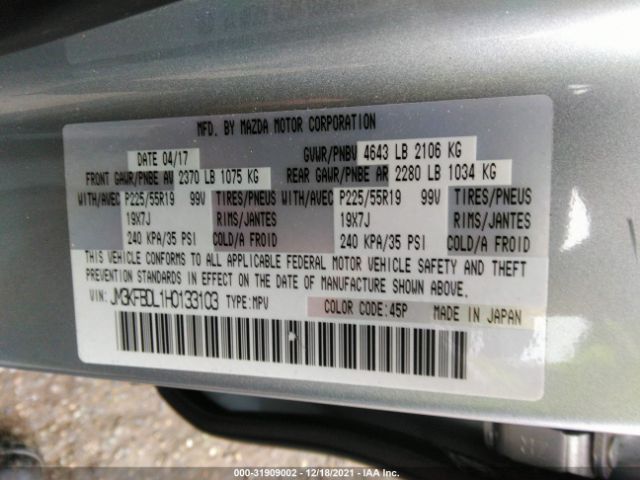 MFD. BY MAZDA MOTOR CORPORATION
DATE 04/17 GVWR/PNBV 4643 LB 2106 KG
FRONT GAWR/PNBE AV 2370 LB 1075 KG REAR GAWR/PNBE AR 2280 LB 1034 KG
WITH/AVEC P225/55R19 99V TIRES/PNEUS WITH/AVEC P225/55R19 99V TIRES/PNEUS
19X7J RIMS/JANTES 19X7J RIMS/JANTES
240 KPA/35 PSI COLD/A FROID 240 KPA/35 PSI COLD/A FROID
THIS VEHICLE CONFORMS TO ALL APPLICABLE FEDERAL MOTOR VEHICLE SAFETY AND THEFT
PREVENTION STANDARDS IN EFFECT ON THE DATE OF MANUFACTURE SHOWN ABOVE.
VIN: JM3KFBDL1H0133103 TYPE:MPV COLOR CODE:45P MADE IN JAPAN
000-31909002 - 12/18/2021 - IAA Inc.